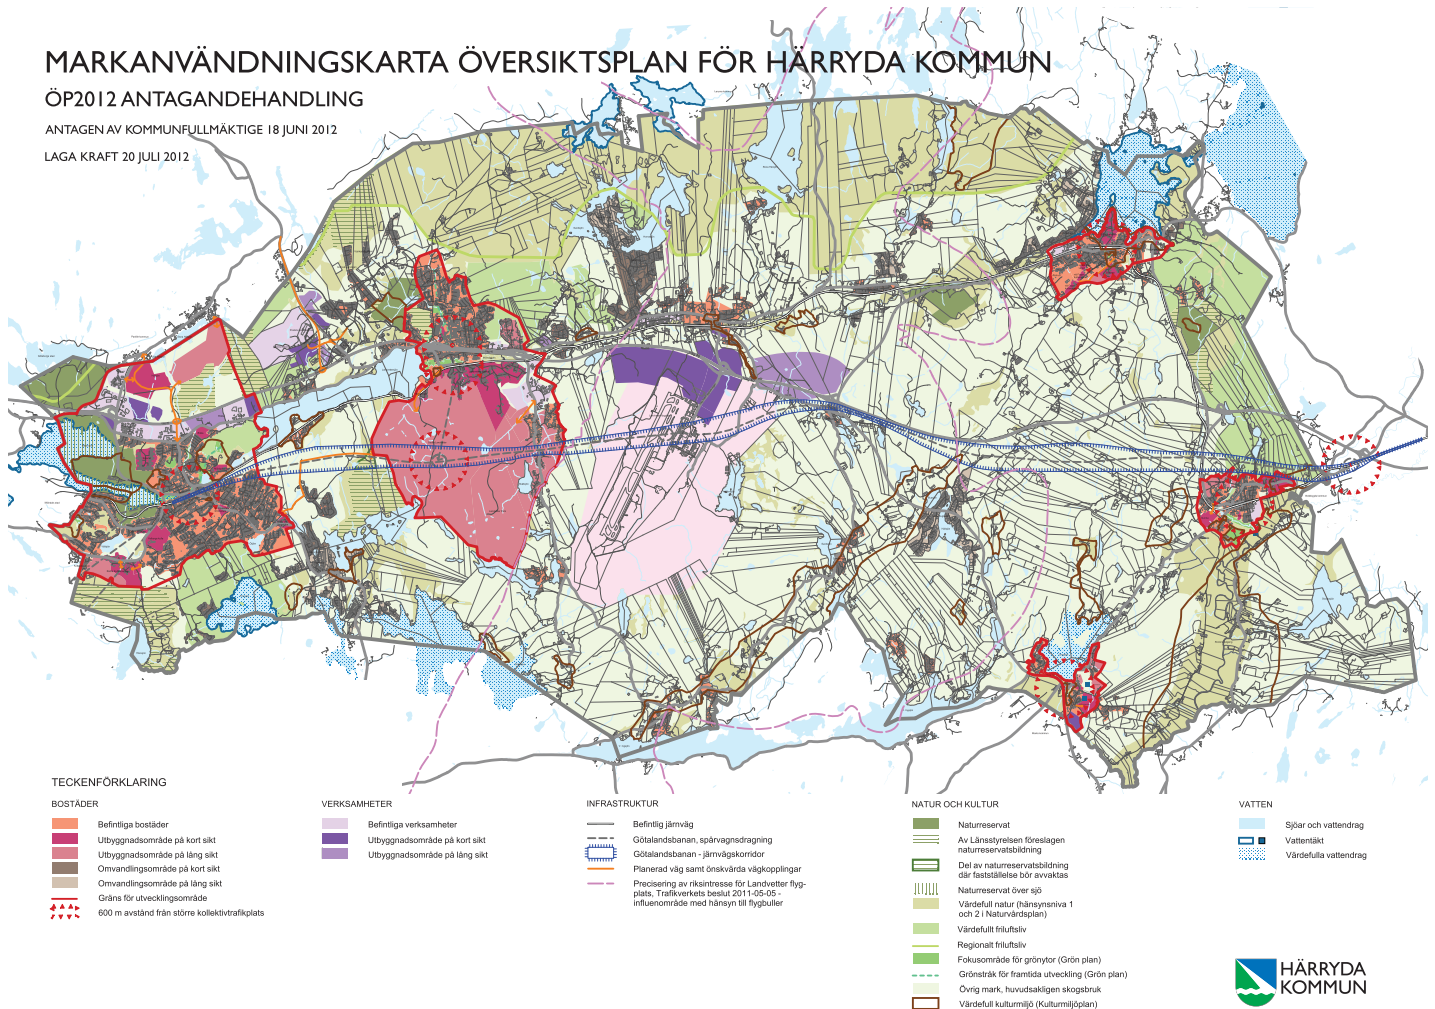 MARKANVÄNDNINGSKARTA ÖVERSIKTSPLAN FÖR HÄRRYDA KOMMUN
ÖP2012 ANTAGANDEHANDLING
ANTAGEN AV KOMMUNFULLMÄKTIGE 18 JUNI 2012
LAGA KRAFT 20 JULI 2012
TECKENFÖRKLARING
BOSTÄDER
Befintliga bostäder
Utbyggnadsområde på kort sikt
Utbyggnadsområde på lång sikt
Omvandlingsområde på kort sikt
Omvandlingsområde på lång sikt
Gräns för utvecklingsområde
600 m avstånd från större kollektivtrafikplats
VERKSAMHETER
Befintliga verksamheter
Utbyggnadsområde på kort sikt
Utbyggnadsområde på lång sikt
INFRASTRUKTUR
Befintlig järnväg
Götalandsbanan, spårvagnsdragning
Götalandsbanan - järnvägskorridor
Planerad väg samt önskvärda vägkopplingar
Precisering av riksintresse för Landvetter flyg-
plats, Trafikverkets beslut 2011-05-05 -
influenområde med hänsyn till flygbuller
NATUR OCH KULTUR
Naturreservat
Av Länsstyrelsen föreslagen
naturreservatsbildning
Del av naturreservatsbildning
där fastställelse bör avvaktas
Naturreservat över sjö
Värdefull natur (hänsynsniva 1
och 2 i Naturvårdsplan)
Värdefullt friluftsliv
Regionalt friluftsliv
Fokusområde för grönytor (Grön plan)
Grönstråk för framtida utveckling (Grön plan)
Övrig mark, huvudsakligen skogsbruk
Värdefull kulturmiljö (Kulturmiljöplan)
VATTEN
Sjöar och vattendrag
Vattentäkt
Värdefulla vattendrag
HÄRRYDA
KOMMUN